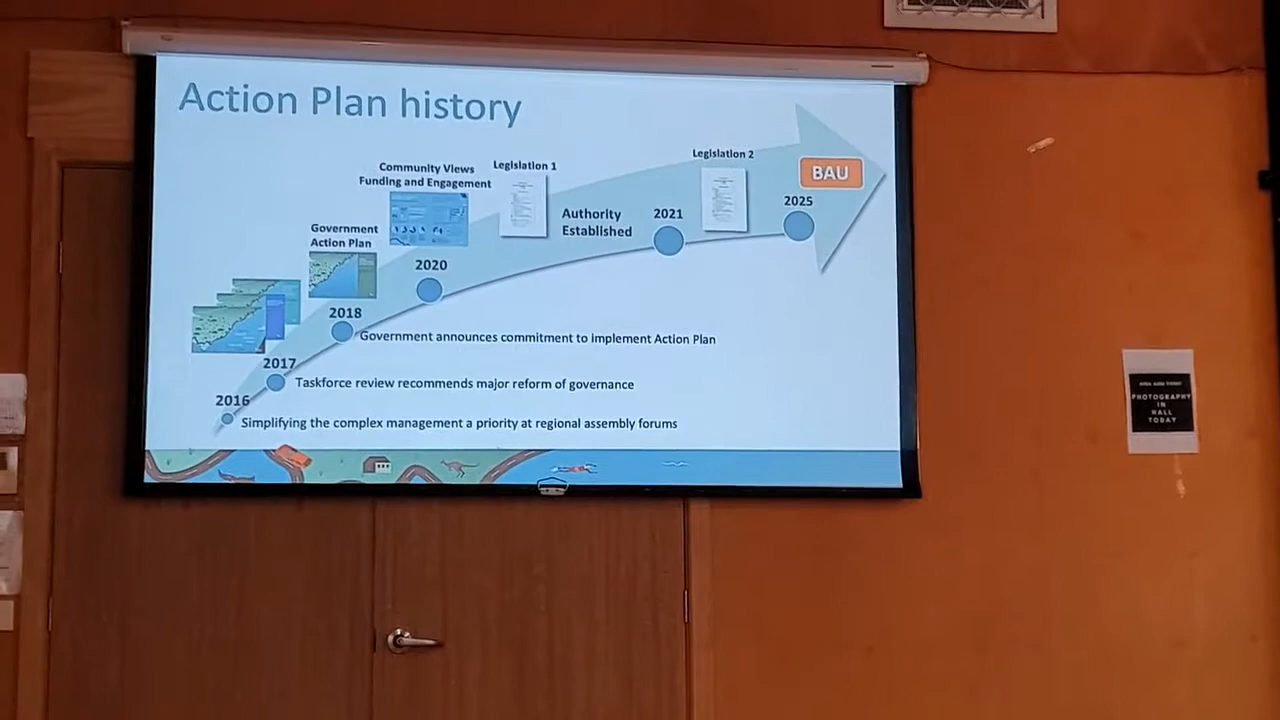 Action Plan history
Legislation 2
Legislation 1
Community Views
Funding and Engagement
BAU
2025
Authority
Established
2021
Government
Action Plan
2020
2018
Government announces commitment to implement Action Plan
2017
Taskforce review recommends major reform of governance
2016
Simplifying the complex management a priority at regional assembly forums
PHOTOGRAPHY
IN
HALL
TODAY